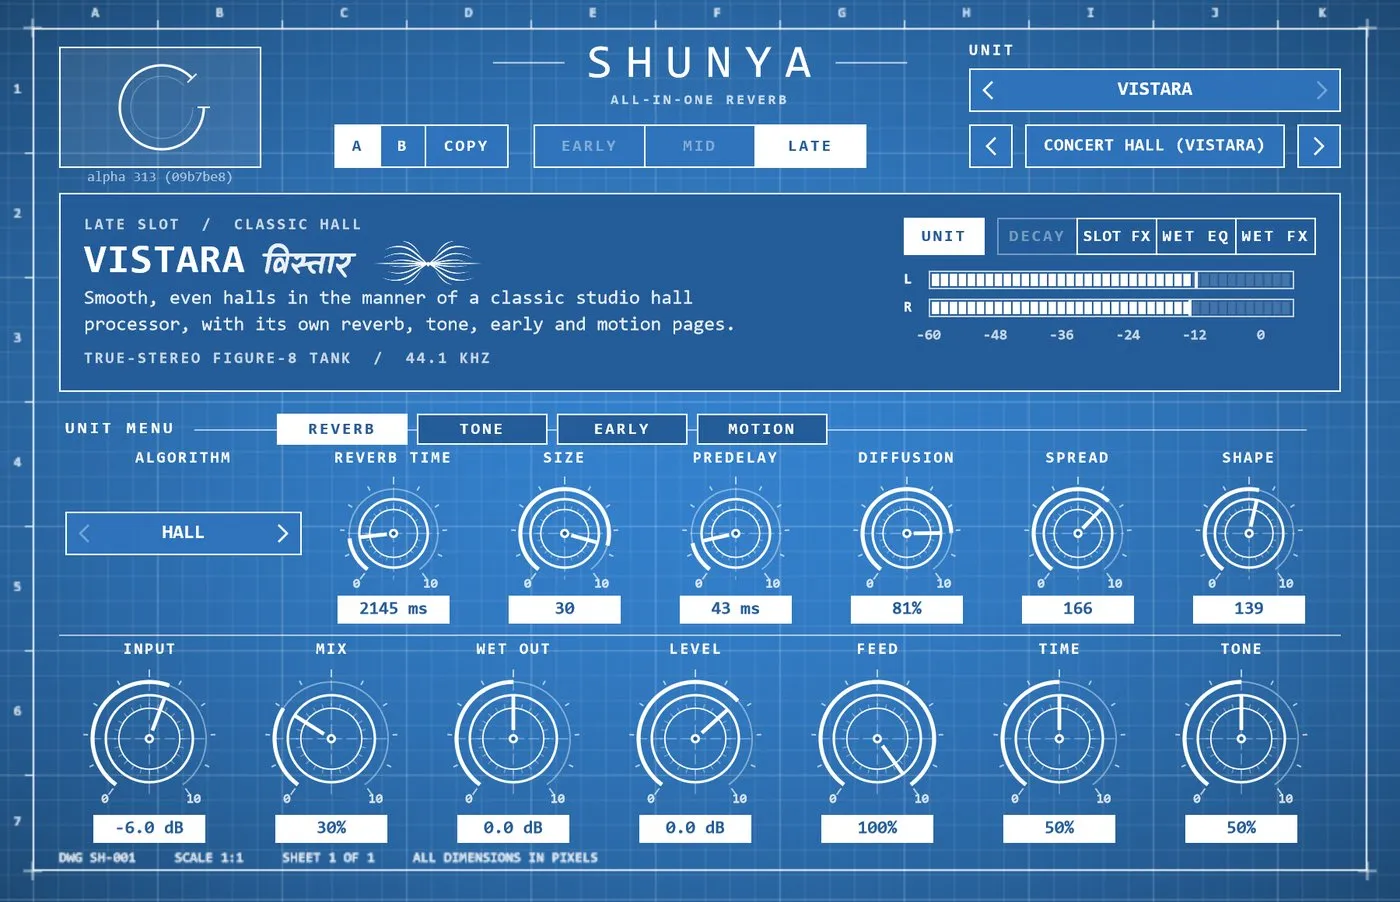 A B C D E F G H I J K
1
2
3
4
5
6
7
alpha 313 (09b7be8)
SHUNYA
ALL-IN-ONE REVERB
A B COPY
EARLY MID LATE
UNIT
VISTARA
CONCERT HALL (VISTARA)
LATE SLOT / CLASSIC HALL
VISTARA विस्तार
Smooth, even halls in the manner of a classic studio hall
processor, with its own reverb, tone, early and motion pages.
TRUE-STEREO FIGURE-8 TANK / 44.1 KHZ
UNIT DECAY SLOT FX WET EQ WET FX
L
R
-60 -48 -36 -24 -12 0
UNIT MENU REVERB TONE EARLY MOTION
ALGORITHM REVERB TIME SIZE PREDELAY DIFFUSION SPREAD SHAPE
HALL
0 10 0 10 0 10 0 10 0 10 0 10
2145 ms 30 43 ms 81% 166 139
INPUT MIX WET OUT LEVEL FEED TIME TONE
0 10 0 10 0 10 0 10 0 10 0 10 0 10
-6.0 dB 30% 0.0 dB 0.0 dB 100% 50% 50%
DWG SH-001 SCALE 1:1 SHEET 1 OF 1 ALL DIMENSIONS IN PIXELS